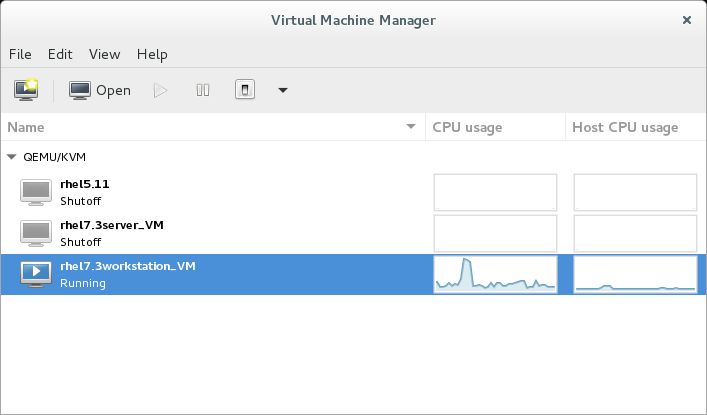 Virtual Machine Manager
File Edit View Help
Open
Name CPU usage Host CPU usage
QEMU/KVM
rhel5.11
Shutoff
rhel7.3server_VM
Shutoff
rhel7.3workstation_VM
Running